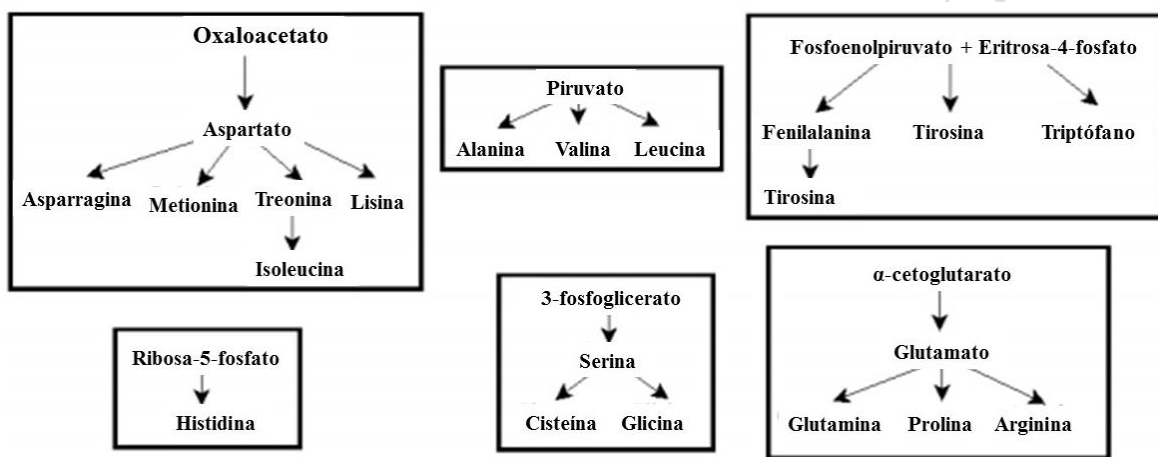 Oxaloacetato
Aspartato
Asparragina Metionina Treonina Lisina
Isoleucina
Piruvato
Alanina Valina Leucina
Fosfoenolpiruvato + Eritrosa-4-fosfato
Fenilalanina Tirosina Triptófano
Tirosina
Ribosa-5-fosfato
Histidina
3-fosfoglicerato
Serina
Cisteína Glicina
α-cetoglutarato
Glutamato
Glutamina Prolina Arginina